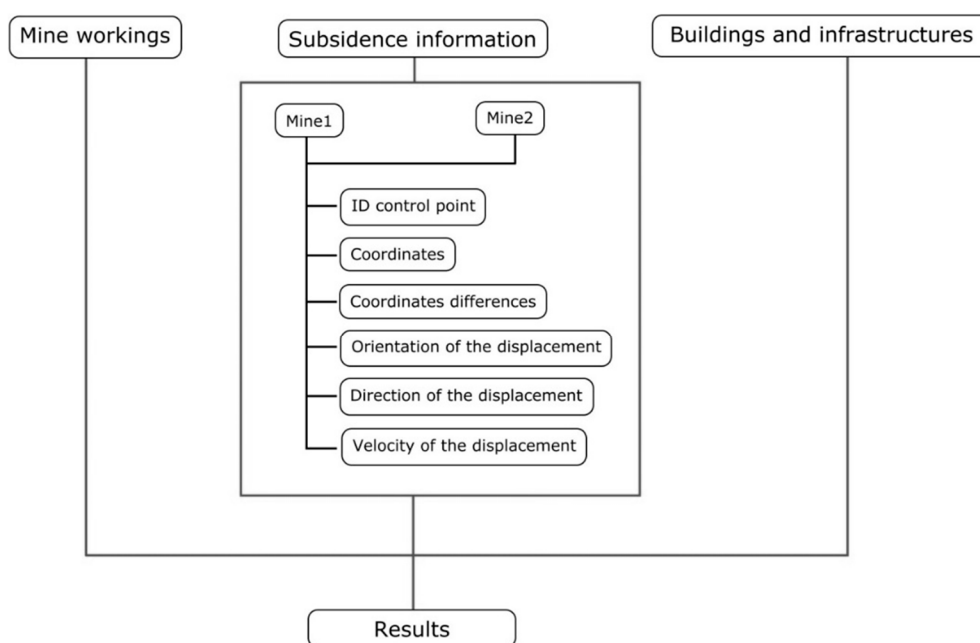 Mine workings
Subsidence information
Buildings and infrastructures
Mine1
Mine2
ID control point
Coordinates
Coordinates differences
Orientation of the displacement
Direction of the displacement
Velocity of the displacement
Results